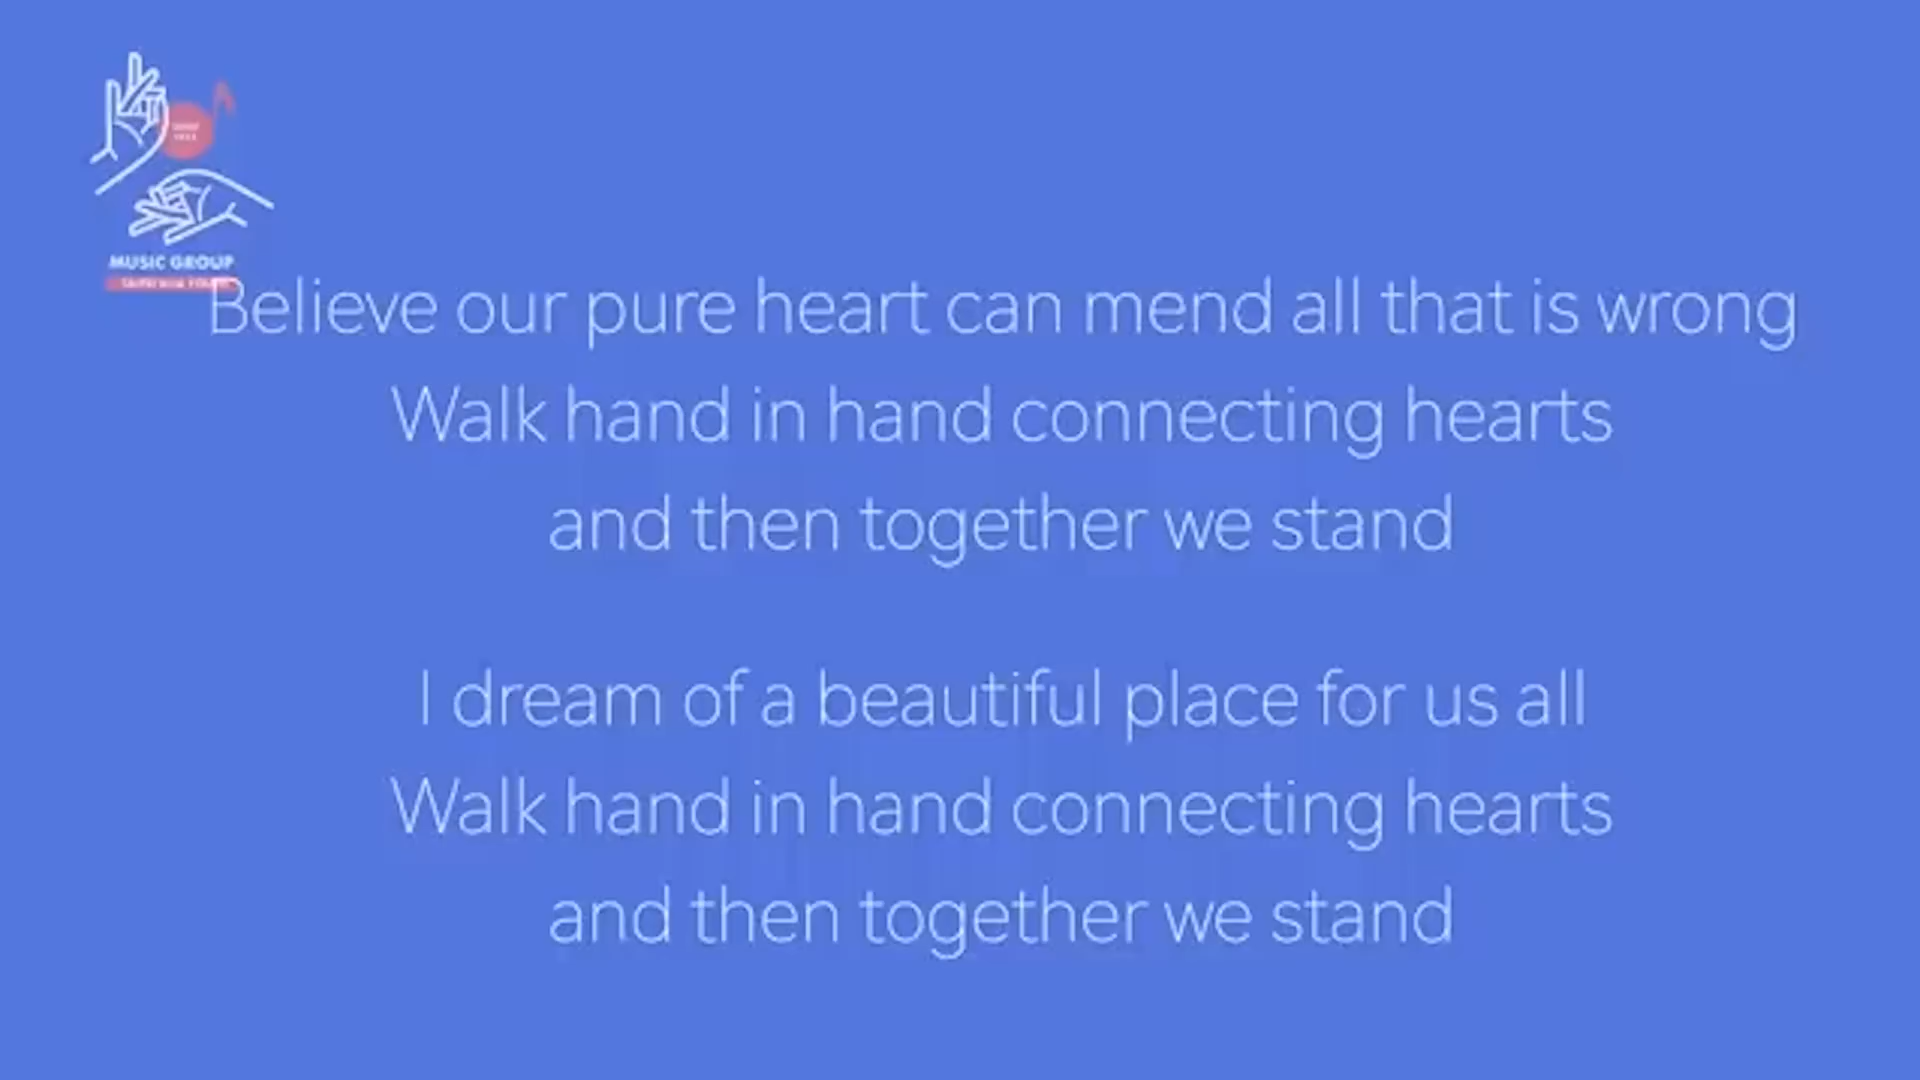 MUSIC GROUP
Believe our pure heart can mend all that is wrong
Walk hand in hand connecting hearts
and then together we stand
I dream of a beautiful place for us all
Walk hand in hand connecting hearts
and then together we stand